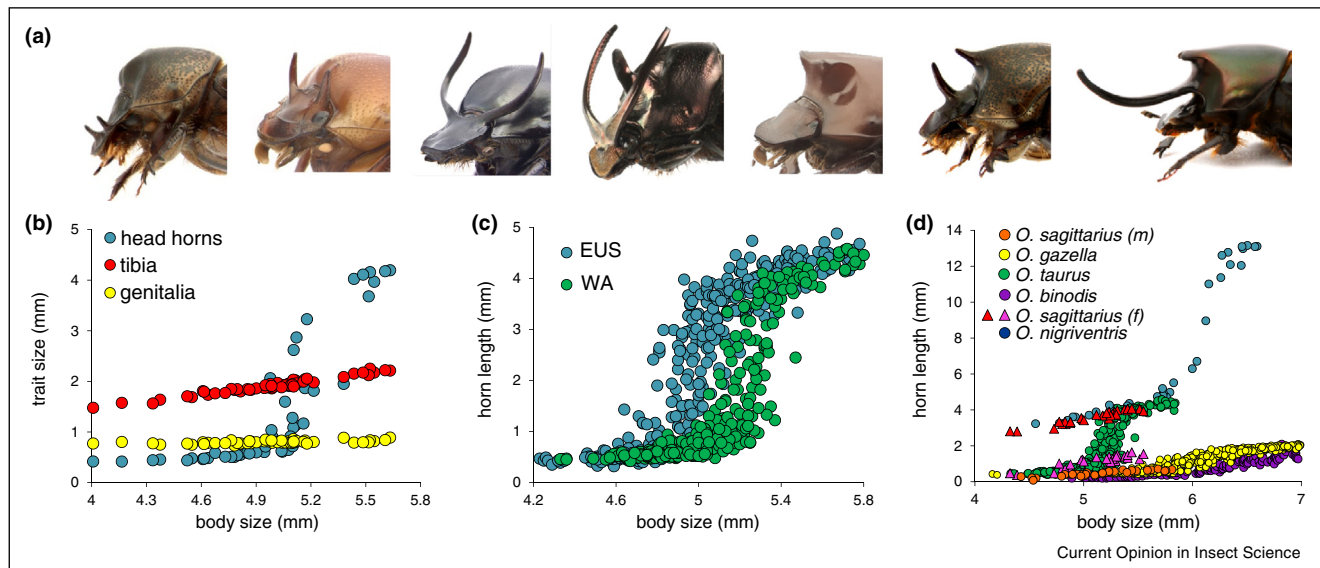 (a)
(b)
head horns
tibia
genitalia
trait size (mm)
5
4
3
2
1
0
4 4.3 4.6 4.9 5.2 5.5 5.8
body size (mm)
(c)
EUS
WA
horn length (mm)
5
4
3
2
1
0
4.2 4.6 5 5.4 5.8
body size (mm)
(d)
O. sagittarius (m)
O. gazella
O. taurus
O. binodis
O. sagittarius (f)
O. nigriventris
horn length (mm)
14
12
10
8
6
4
2
0
4 5 6 7
body size (mm)
Current Opinion in Insect Science